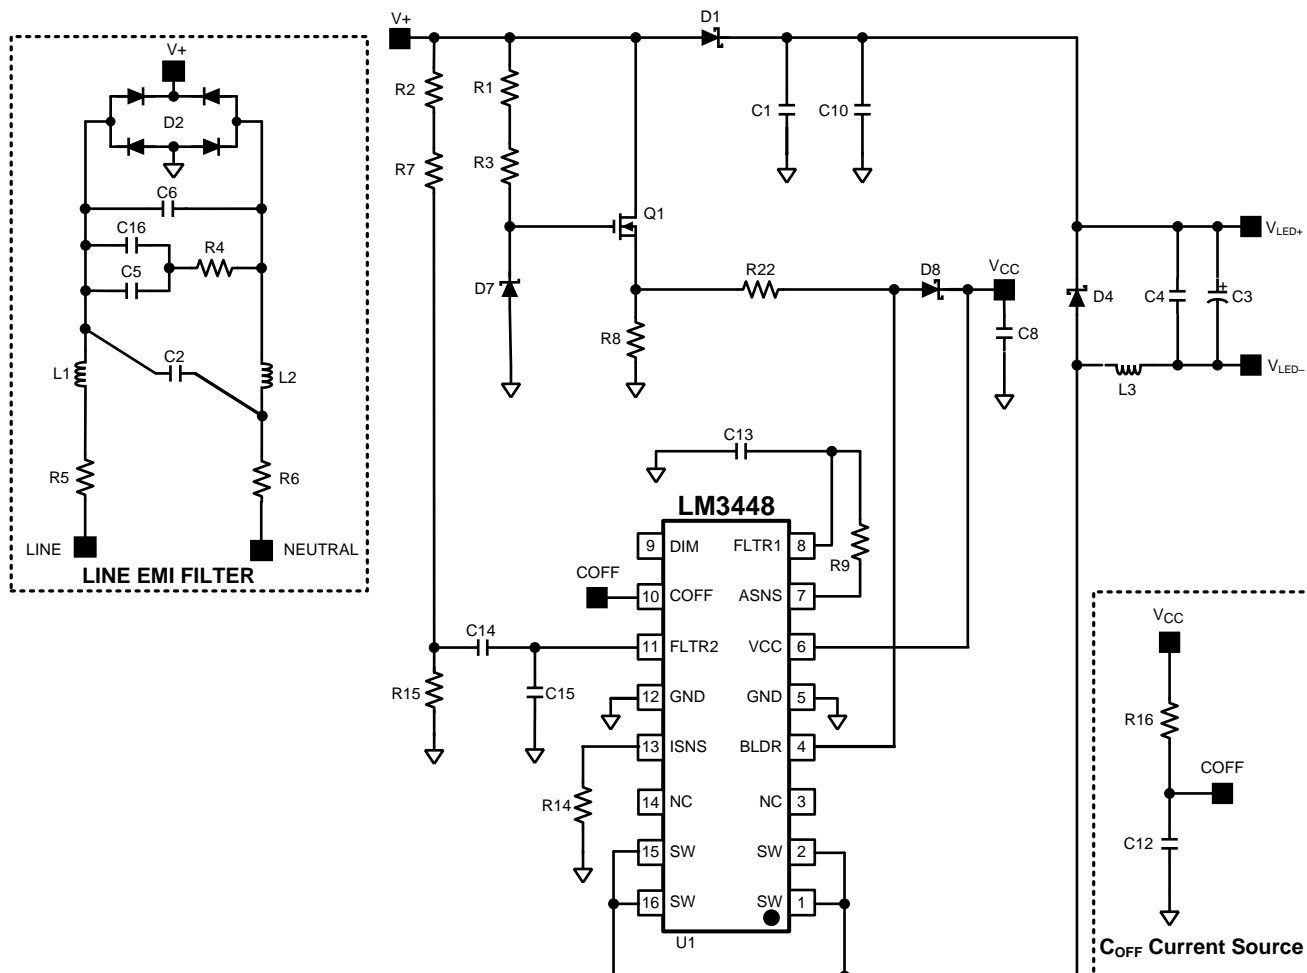 V+
D2
C6
C16
R4
C5
C2
L1
L2
R5
R6
LINE
NEUTRAL
LINE EMI FILTER
V+
D1
R2
R1
C1
C10
R7
R3
Q1
D7
R8
R22
D8
VCC
C8
D4
C4
+
C3
VLED+
VLED–
L3
C13
R9
LM3448
9 DIM FLTR1 8
COFF
10 COFF ASNS 7
C14
11 FLTR2 VCC 6
R15
C15
12 GND GND 5
13 ISNS BLDR 4
R14
14 NC NC 3
15 SW SW 2
16 SW SW 1
U1
VCC
R16
COFF
C12
COFF Current Source